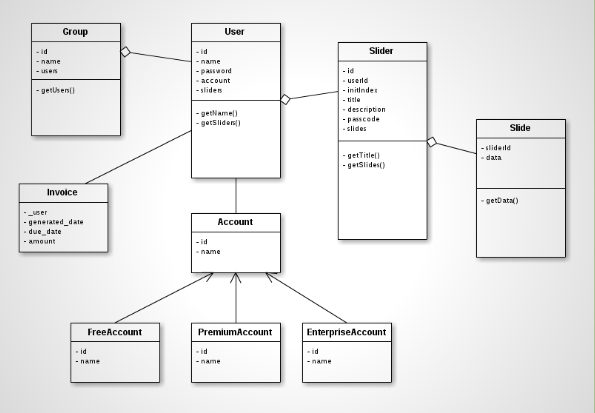 Group
- id
- name
- users
- getUsers()
User
- id
- name
- password
- account
- sliders
- getName()
- getSliders()
Slider
- id
- userId
- initIndex
- title
- description
- passcode
- slides
- getTitle()
- getSlides()
Slide
- sliderId
- data
- getData()
Invoice
- _user
- generated_date
- due_date
- amount
Account
- id
- name
FreeAccount
- id
- name
PremiumAccount
- id
- name
EnterpriseAccount
- id
- name